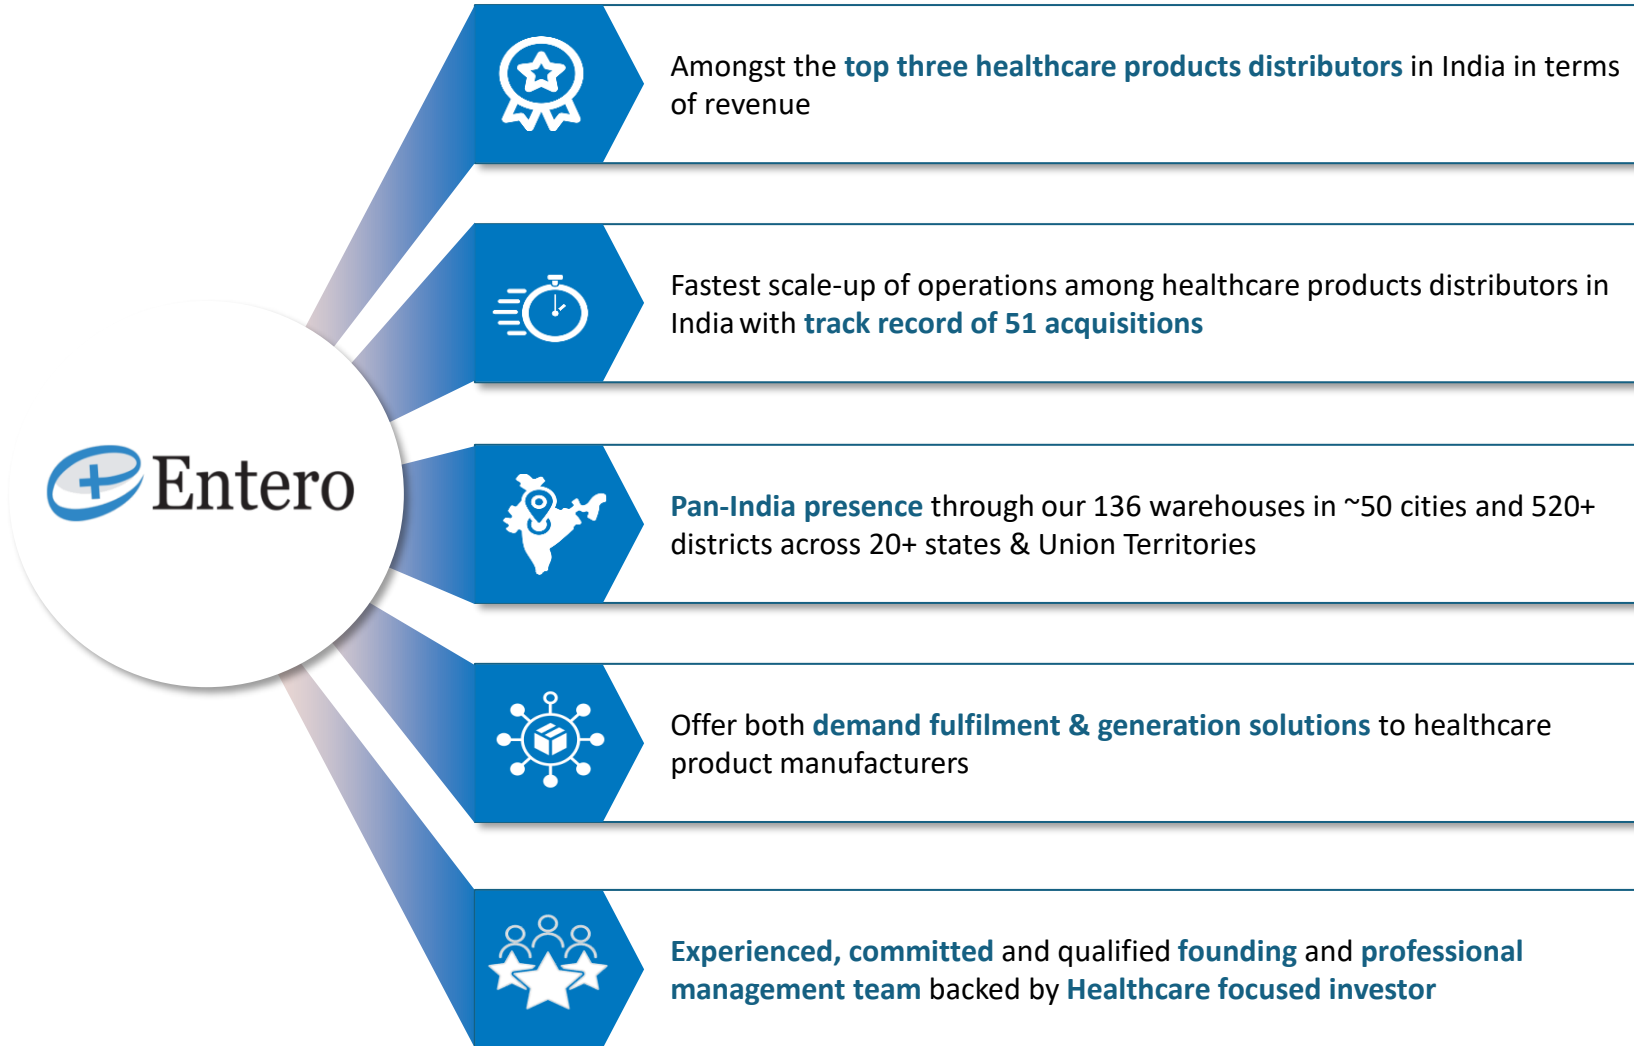 Amongst the top three healthcare products distributors in India in terms
of revenue
Fastest scale-up of operations among healthcare products distributors in
India with track record of 51 acquisitions
Entero
Pan-India presence through our 136 warehouses in ~50 cities and 520+
districts across 20+ states & Union Territories
Offer both demand fulfilment & generation solutions to healthcare
product manufacturers
Experienced, committed and qualified founding and professional
management team backed by Healthcare focused investor